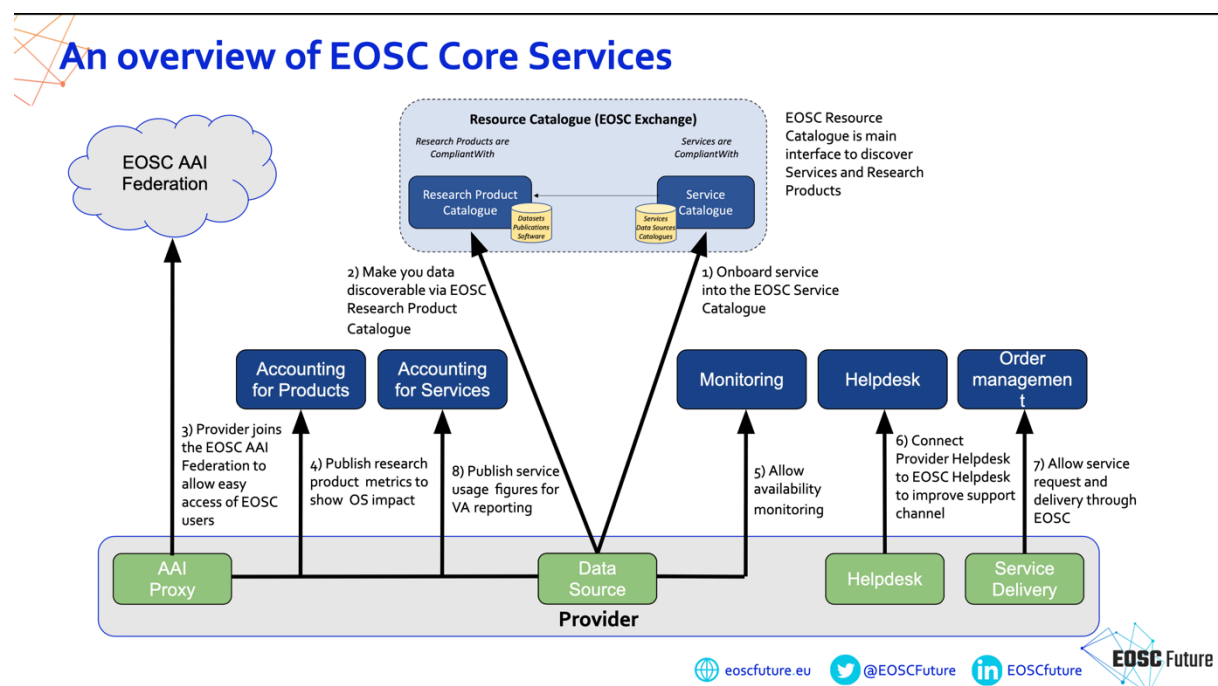 An overview of EOSC Core Services
EOSC AAI
Federation
Resource Catalogue (EOSC Exchange)
Research Products are
CompliantWith
Services are
CompliantWith
Research Product
Catalogue
Datasets
Publications
Software
Service
Catalogue
Services
Data Sources
Catalogues
EOSC Resource
Catalogue is main
interface to discover
Services and Research
Products
2) Make you data
discoverable via EOSC
Research Product
Catalogue
1) Onboard service
into the EOSC Service
Catalogue
Accounting
for Products
Accounting
for Services
Monitoring
Helpdesk
Order
managemen
t
3) Provider joins
the EOSC AAI
Federation to
allow easy
access of EOSC
users
4) Publish research
product metrics to
show OS impact
8) Publish service
usage figures for
VA reporting
5) Allow
availability
monitoring
6) Connect
Provider Helpdesk
to EOSC Helpdesk
to improve support
channel
7) Allow service
request and
delivery through
EOSC
AAI
Proxy
Data
Source
Helpdesk
Service
Delivery
Provider
eoscfuture.eu
@EOSCFuture
in EOSCfuture
EOSC Future